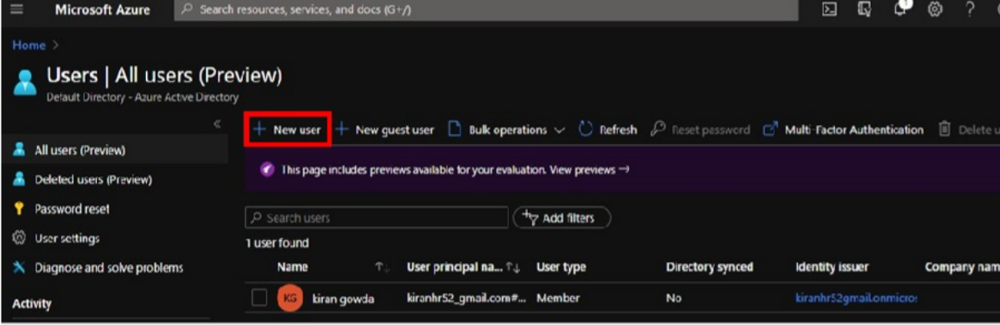 Microsoft Azure
Search resources, services, and docs (G+/)
Home >
Users | All users (Preview)
Default Directory - Azure Active Directory
«
+ New user + New guest user Bulk operations Refresh Reset password Multi-Factor Authentication Delete u
All users (Preview)
This page includes previews available for your evaluation. View previews →
Deleted users (Preview)
Password reset
Search users Add filters
User settings
1 user found
Diagnose and solve problems
Name ↑↓ User principal na... ↑↓ User type Directory synced Identity issuer Company nam
KG kiran gowda kiranhr52_gmail.com#... Member No kiranhr52gmail.onmicros
Activity